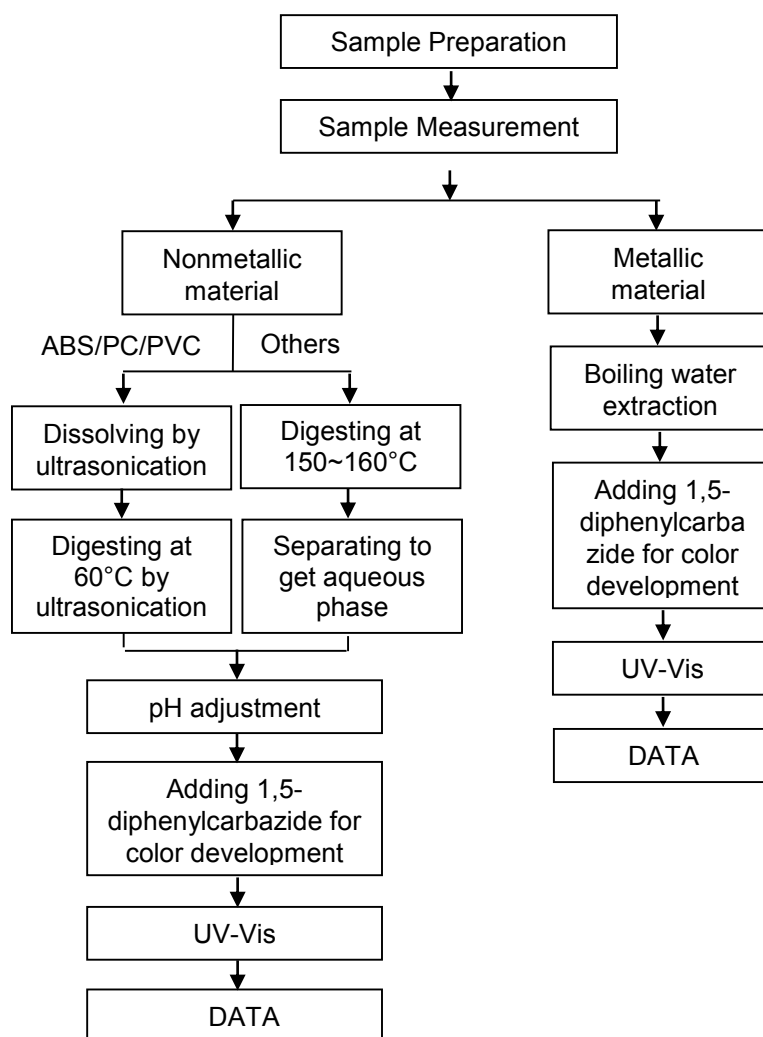 Sample Preparation
Sample Measurement
Nonmetallic
material
Metallic
material
ABS/PC/PVC
Others
Boiling water
extraction
Dissolving by
ultrasonication
Digesting at
150~160°C
Adding 1,5-
diphenylcarba
zide for color
development
Digesting at
60°C by
ultrasonication
Separating to
get aqueous
phase
UV-Vis
pH adjustment
DATA
Adding 1,5-
diphenylcarbazide for
color development
UV-Vis
DATA